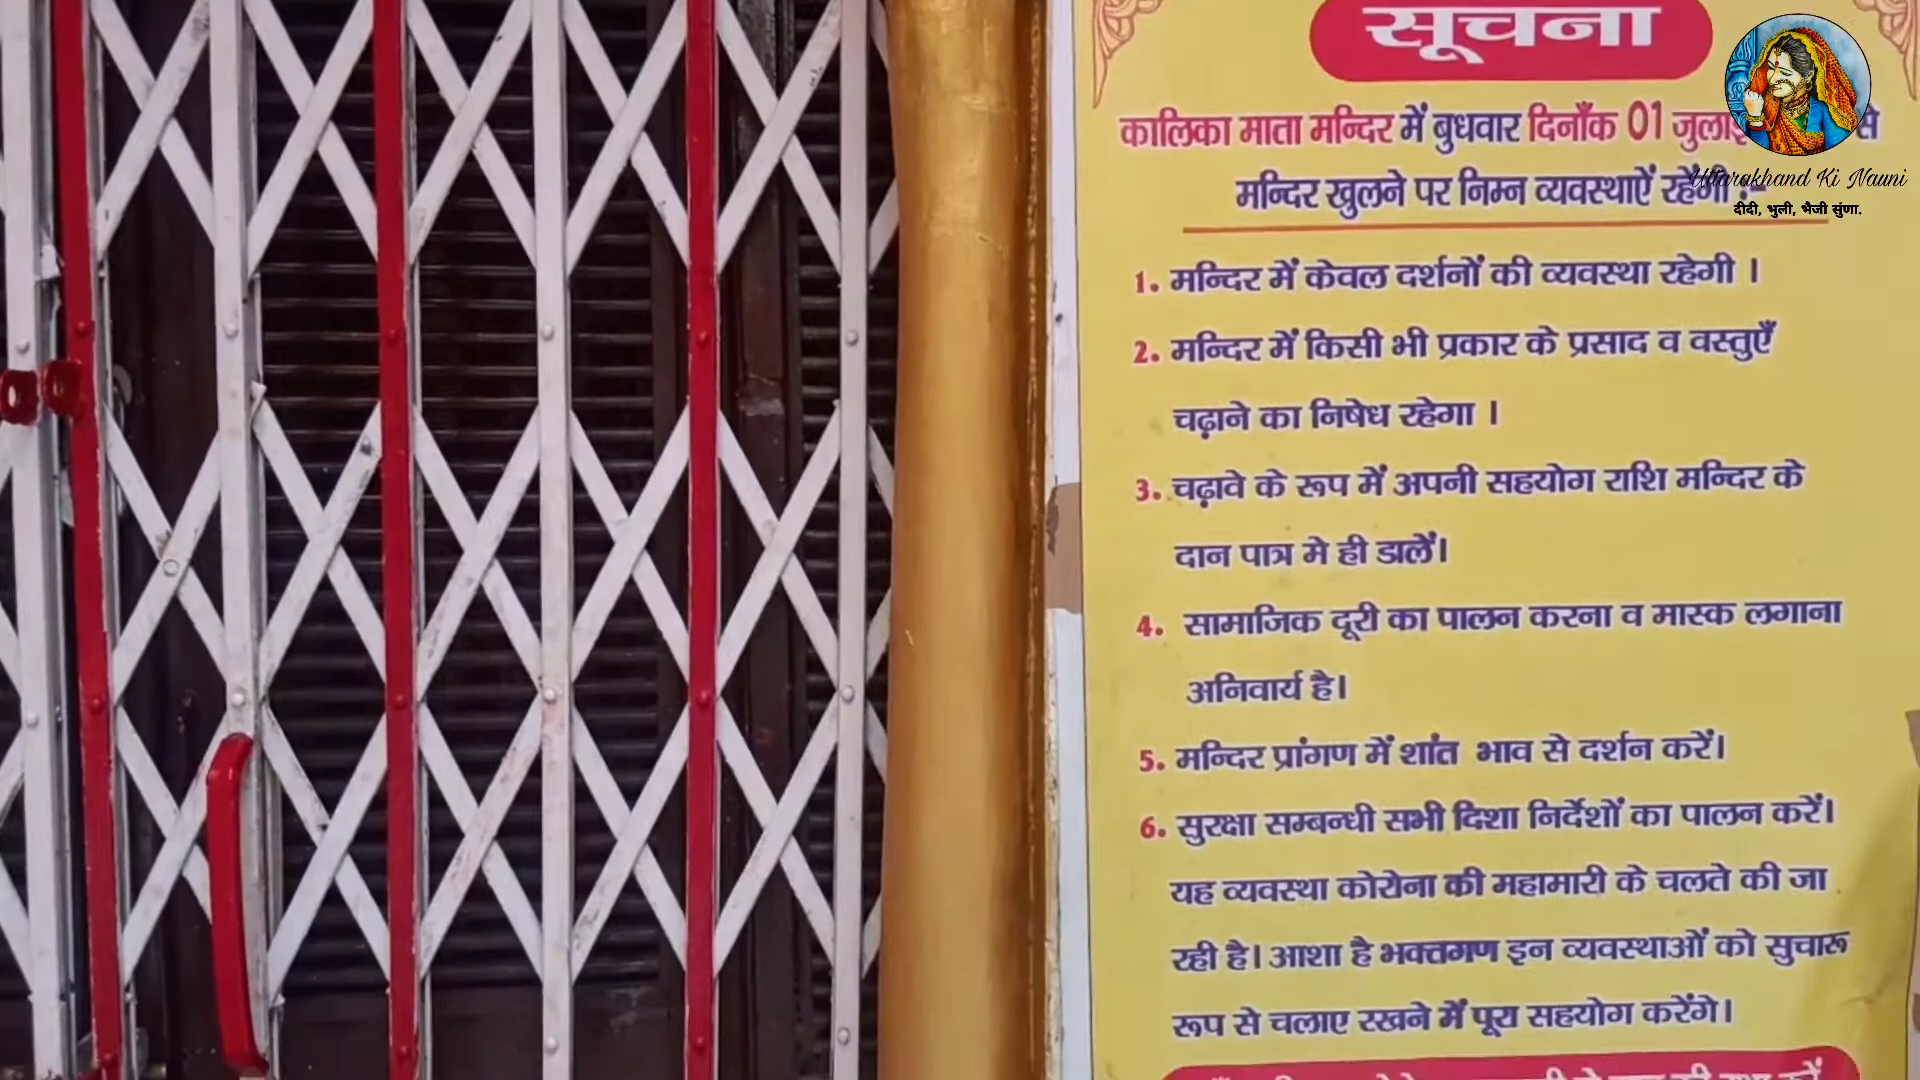 सूचना
कालिका माता मन्दिर में बुधवार दिनाँक 01 से
मन्दिर खुलने पर निम्न व्यवस्थाऐं रहेंगी :-
Uttarakhand Ki Nauni
दीदी, भुली, भैजी सुंणा.
1. मन्दिर में केवल दर्शनों की व्यवस्था रहेगी ।
2. मन्दिर में किसी भी प्रकार के प्रसाद व वस्तुएँ
चढ़ाने का निषेध रहेगा ।
3. चढ़ावे के रूप में अपनी सहयोग राशि मन्दिर के
दान पात्र मे ही डालें।
4. सामाजिक दूरी का पालन करना व मास्क लगाना
अनिवार्य है।
5. मन्दिर प्रांगण में शांत भाव से दर्शन करें।
6. सुरक्षा सम्बन्धी सभी दिशा निर्देशों का पालन करें।
यह व्यवस्था कोरोना की महामारी के चलते की जा
रही है। आशा है भक्तगण इन व्यवस्थाओं को सुचारू
रूप से चलाए रखने में पूरा सहयोग करेंगे।